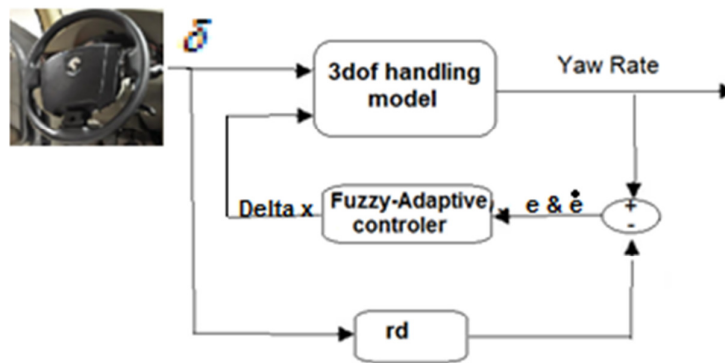 δ
3dof handling
model
Yaw Rate
Delta x
Fuzzy-Adaptive
controler
e & ė
+
-
rd